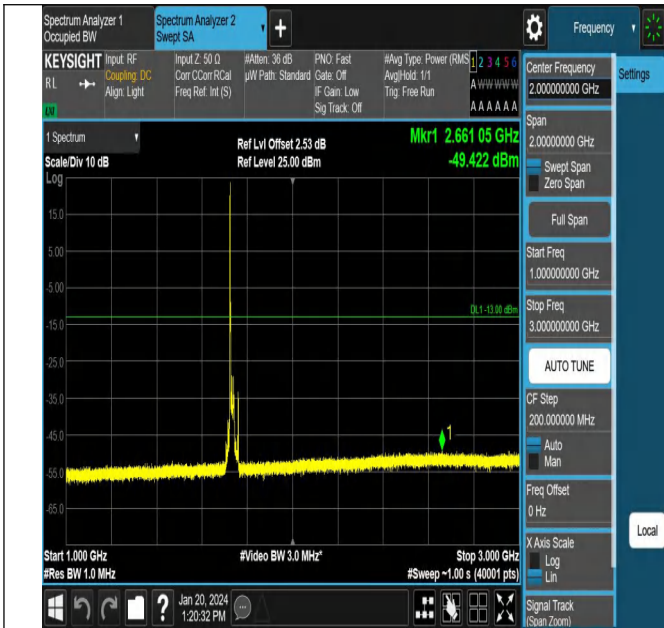 Spectrum Analyzer 1
Occupied BW
Spectrum Analyzer 2
Swept SA
Frequency
KEYSIGHT
RL
LXI
Input: RF
Coupling: DC
Align: Light
Input Z: 50 Ω
Corr CCorr RCal
Freq Ref: Int (S)
#Atten: 36 dB
µW Path: Standard
PNO: Fast
Gate: Off
IF Gain: Low
Sig Track: Off
#Avg Type: Power (RMS
Avg|Hold: 1/1
Trig: Free Run
1 2 3 4 5 6
A W W W W W
A A A A A A
1 Spectrum
Scale/Div 10 dB
Log
Ref Lvl Offset 2.53 dB
Ref Level 25.00 dBm
Mkr1 2.661 05 GHz
-49.422 dBm
15.0
5.00
-5.00
-15.0
-25.0
-35.0
-45.0
-55.0
-65.0
DL1 -13.00 dBm
1
Start 1.000 GHz
#Res BW 1.0 MHz
#Video BW 3.0 MHz*
Stop 3.000 GHz
#Sweep ~1.00 s (40001 pts)
Jan 20, 2024
1:20:32 PM
Center Frequency
2.00000000 GHz
Settings
Span
2.00000000 GHz
Swept Span
Zero Span
Full Span
Start Freq
1.000000000 GHz
Stop Freq
3.000000000 GHz
AUTO TUNE
CF Step
200.000000 MHz
Auto
Man
Freq Offset
0 Hz
X Axis Scale
Log
Lin
Local
Signal Track
(Span Zoom)